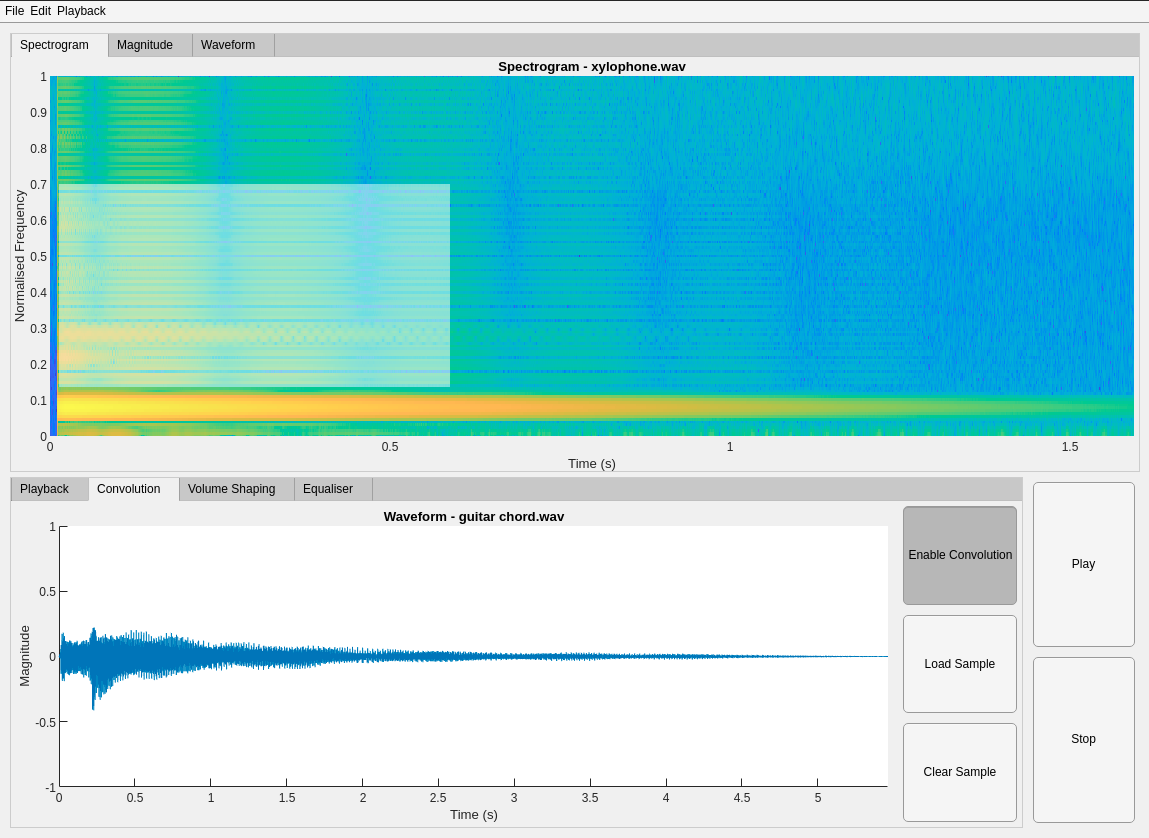 File Edit Playback
Spectrogram Magnitude Waveform
Spectrogram - xylophone.wav
1
0.9
0.8
0.7
0.6
0.5
0.4
0.3
0.2
0.1
0
Normalised Frequency
0 0.5 1 1.5
Time (s)
Playback Convolution Volume Shaping Equaliser
Waveform - guitar chord.wav
1
0.5
0
-0.5
-1
Magnitude
0 0.5 1 1.5 2 2.5 3 3.5 4 4.5 5
Time (s)
Enable Convolution
Load Sample
Clear Sample
Play
Stop